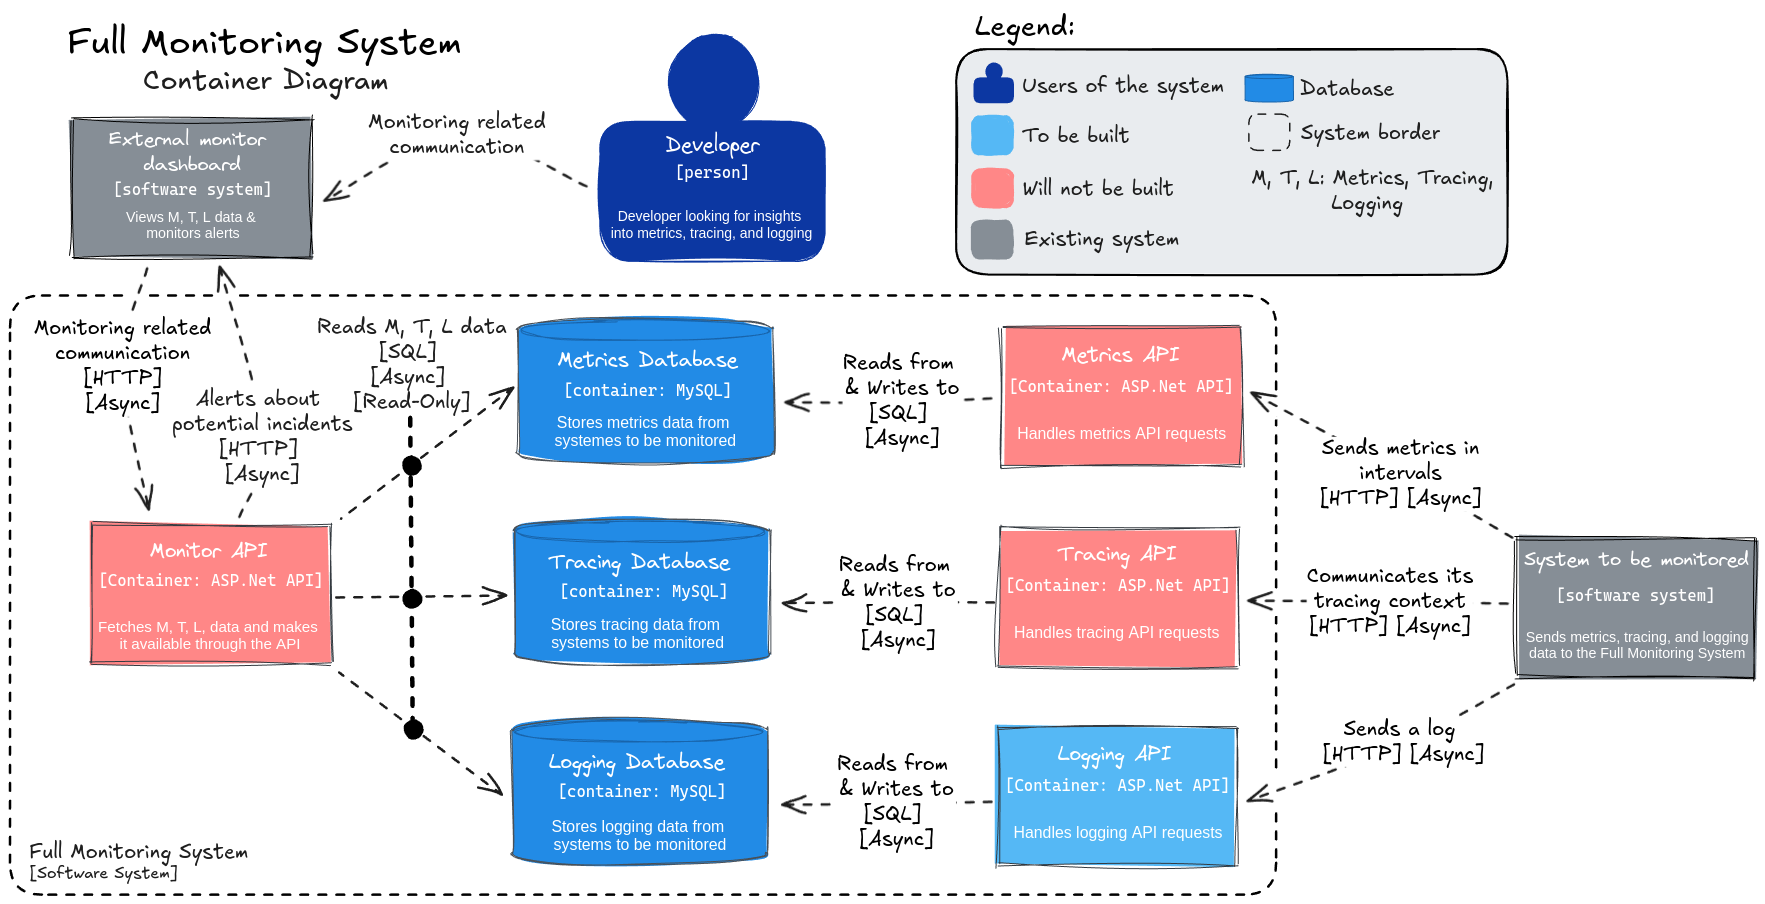 Full Monitoring System
Container Diagram
Legend:
Users of the system
To be built
Will not be built
Existing system
Database
System border
M, T, L: Metrics, Tracing,
Logging
External monitor
dashboard
[software system]
Views M, T, L data &
monitors alerts
Monitoring related
communication
Developer
[person]
Developer looking for insights
into metrics, tracing, and logging
Monitoring related
communication
[HTTP]
[Async]
Alerts about
potential incidents
[HTTP]
[Async]
Reads M, T, L data
[SQL]
[Async]
[Read-Only]
Metrics Database
[container: MySQL]
Stores metrics data from
systemes to be monitored
Reads from
& Writes to
[SQL]
[Async]
Metrics API
[Container: ASP.Net API]
Handles metrics API requests
Sends metrics in
intervals
[HTTP] [Async]
Monitor API
[Container: ASP.Net API]
Fetches M, T, L, data and makes
it available through the API
Tracing Database
[container: MySQL]
Stores tracing data from
systems to be monitored
Reads from
& Writes to
[SQL]
[Async]
Tracing API
[Container: ASP.Net API]
Handles tracing API requests
Communicates its
tracing context
[HTTP] [Async]
System to be monitored
[software system]
Sends metrics, tracing, and logging
data to the Full Monitoring System
Logging Database
[container: MySQL]
Stores logging data from
systems to be monitored
Reads from
& Writes to
[SQL]
[Async]
Logging API
[Container: ASP.Net API]
Handles logging API requests
Sends a log
[HTTP] [Async]
Full Monitoring System
[Software System]